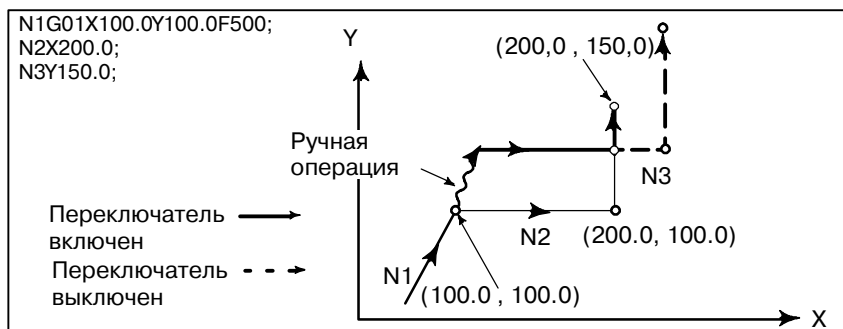 N1G01X100.0Y100.0F500;
N2X200.0;
N3Y150.0;
Y
(200,0 , 150,0)
Ручная
операция
N3
Переключатель
включен
N2
(200.0, 100.0)
Переключатель
выключен
N1
(100.0 , 100.0)
X